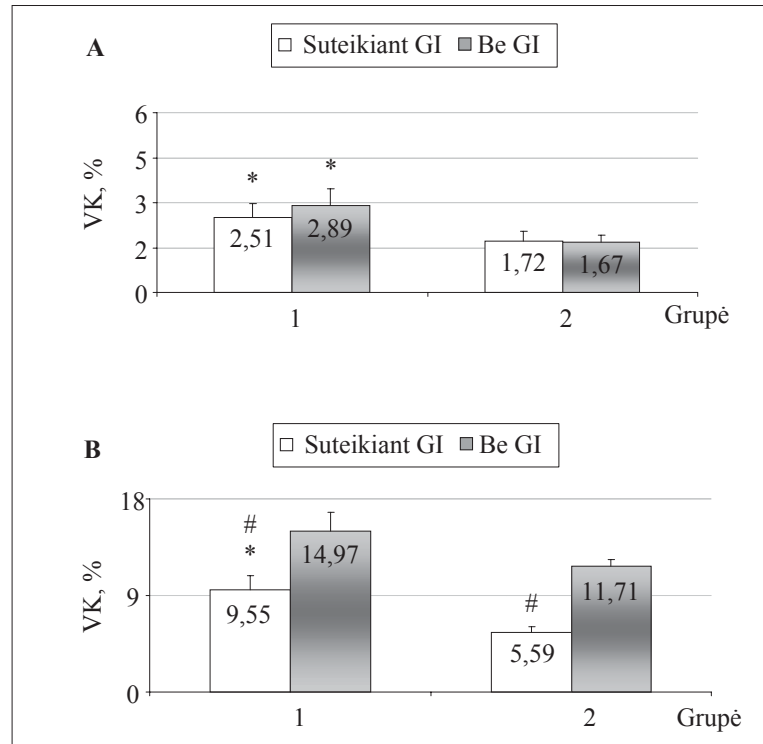 A
Suteikiant GI Be GI
6
5
3
2
0
VK, %
* *
2,51 2,89 1,72 1,67
1 2 Grupė
B
Suteikiant GI Be GI
18
9
0
VK, %
#
*
#
9,55 14,97 5,59 11,71
1 2 Grupė